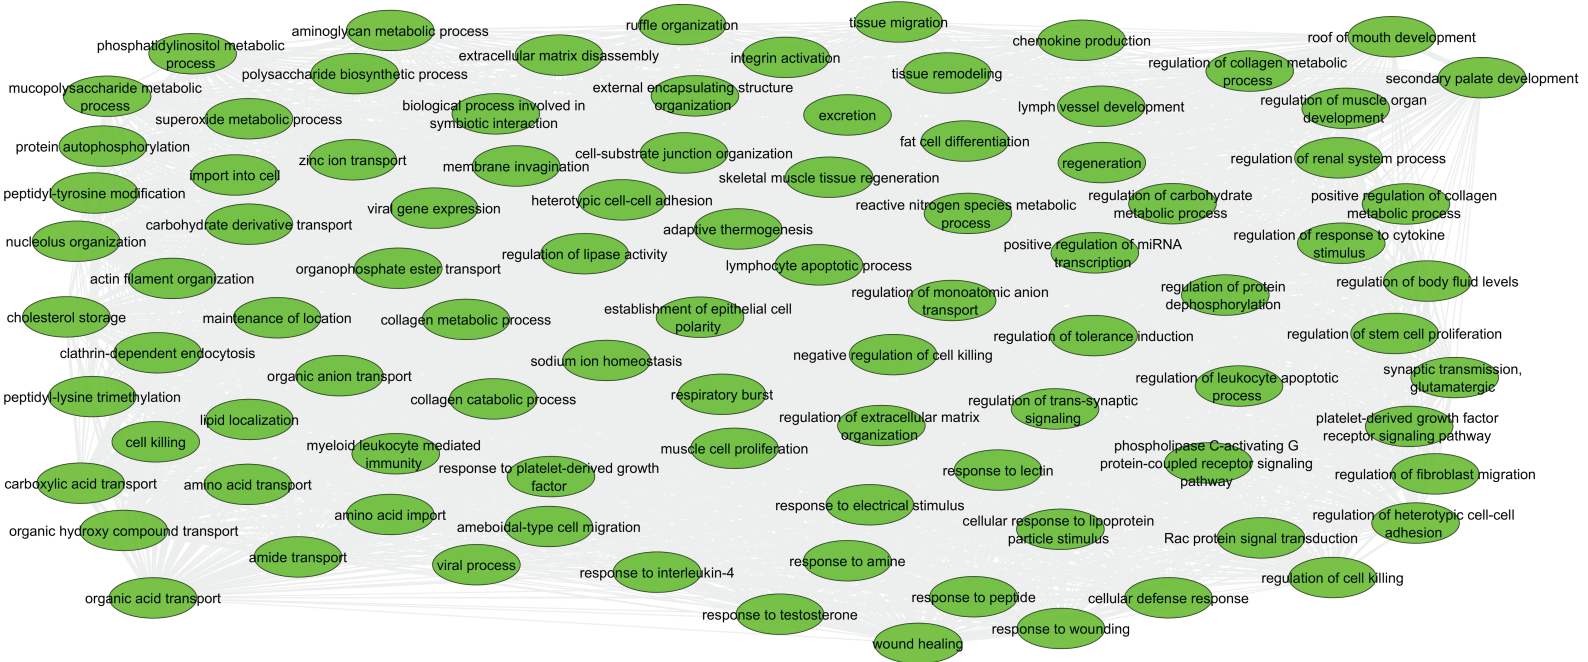 aminoglycan metabolic process
ruffle organization
tissue migration
phosphatidylinositol metabolic
process
extracellular matrix disassembly
integrin activation
chemokine production
roof of mouth development
polysaccharide biosynthetic process
tissue remodeling
regulation of collagen metabolic
process
secondary palate development
mucopolysaccharide metabolic
process
biological process involved in
symbiotic interaction
external encapsulating structure
organization
excretion
lymph vessel development
regulation of muscle organ
development
superoxide metabolic process
fat cell differentiation
protein autophosphorylation
zinc ion transport
cell-substrate junction organization
regeneration
regulation of renal system process
import into cell
membrane invagination
skeletal muscle tissue regeneration
peptidyl-tyrosine modification
viral gene expression
heterotypic cell-cell adhesion
reactive nitrogen species metabolic
process
regulation of carbohydrate
metabolic process
positive regulation of collagen
metabolic process
carbohydrate derivative transport
adaptive thermogenesis
nucleolus organization
regulation of lipase activity
positive regulation of miRNA
transcription
regulation of response to cytokine
stimulus
actin filament organization
organophosphate ester transport
lymphocyte apoptotic process
regulation of body fluid levels
regulation of monoatomic anion
transport
regulation of protein
dephosphorylation
cholesterol storage
maintenance of location
collagen metabolic process
establishment of epithelial cell
polarity
regulation of tolerance induction
regulation of stem cell proliferation
clathrin-dependent endocytosis
sodium ion homeostasis
negative regulation of cell killing
organic anion transport
synaptic transmission,
glutamatergic
peptidyl-lysine trimethylation
collagen catabolic process
respiratory burst
regulation of leukocyte apoptotic
process
regulation of trans-synaptic
signaling
lipid localization
regulation of extracellular matrix
organization
platelet-derived growth factor
receptor signaling pathway
cell killing
myeloid leukocyte mediated
immunity
muscle cell proliferation
phospholipase C-activating G
protein-coupled receptor signaling
pathway
carboxylic acid transport
amino acid transport
response to platelet-derived growth
factor
response to lectin
regulation of fibroblast migration
amino acid import
response to electrical stimulus
organic hydroxy compound transport
ameboidal-type cell migration
cellular response to lipoprotein
particle stimulus
Rac protein signal transduction
regulation of heterotypic cell-cell
adhesion
amide transport
viral process
response to interleukin-4
response to amine
regulation of cell killing
organic acid transport
response to testosterone
response to peptide
cellular defense response
wound healing
response to wounding